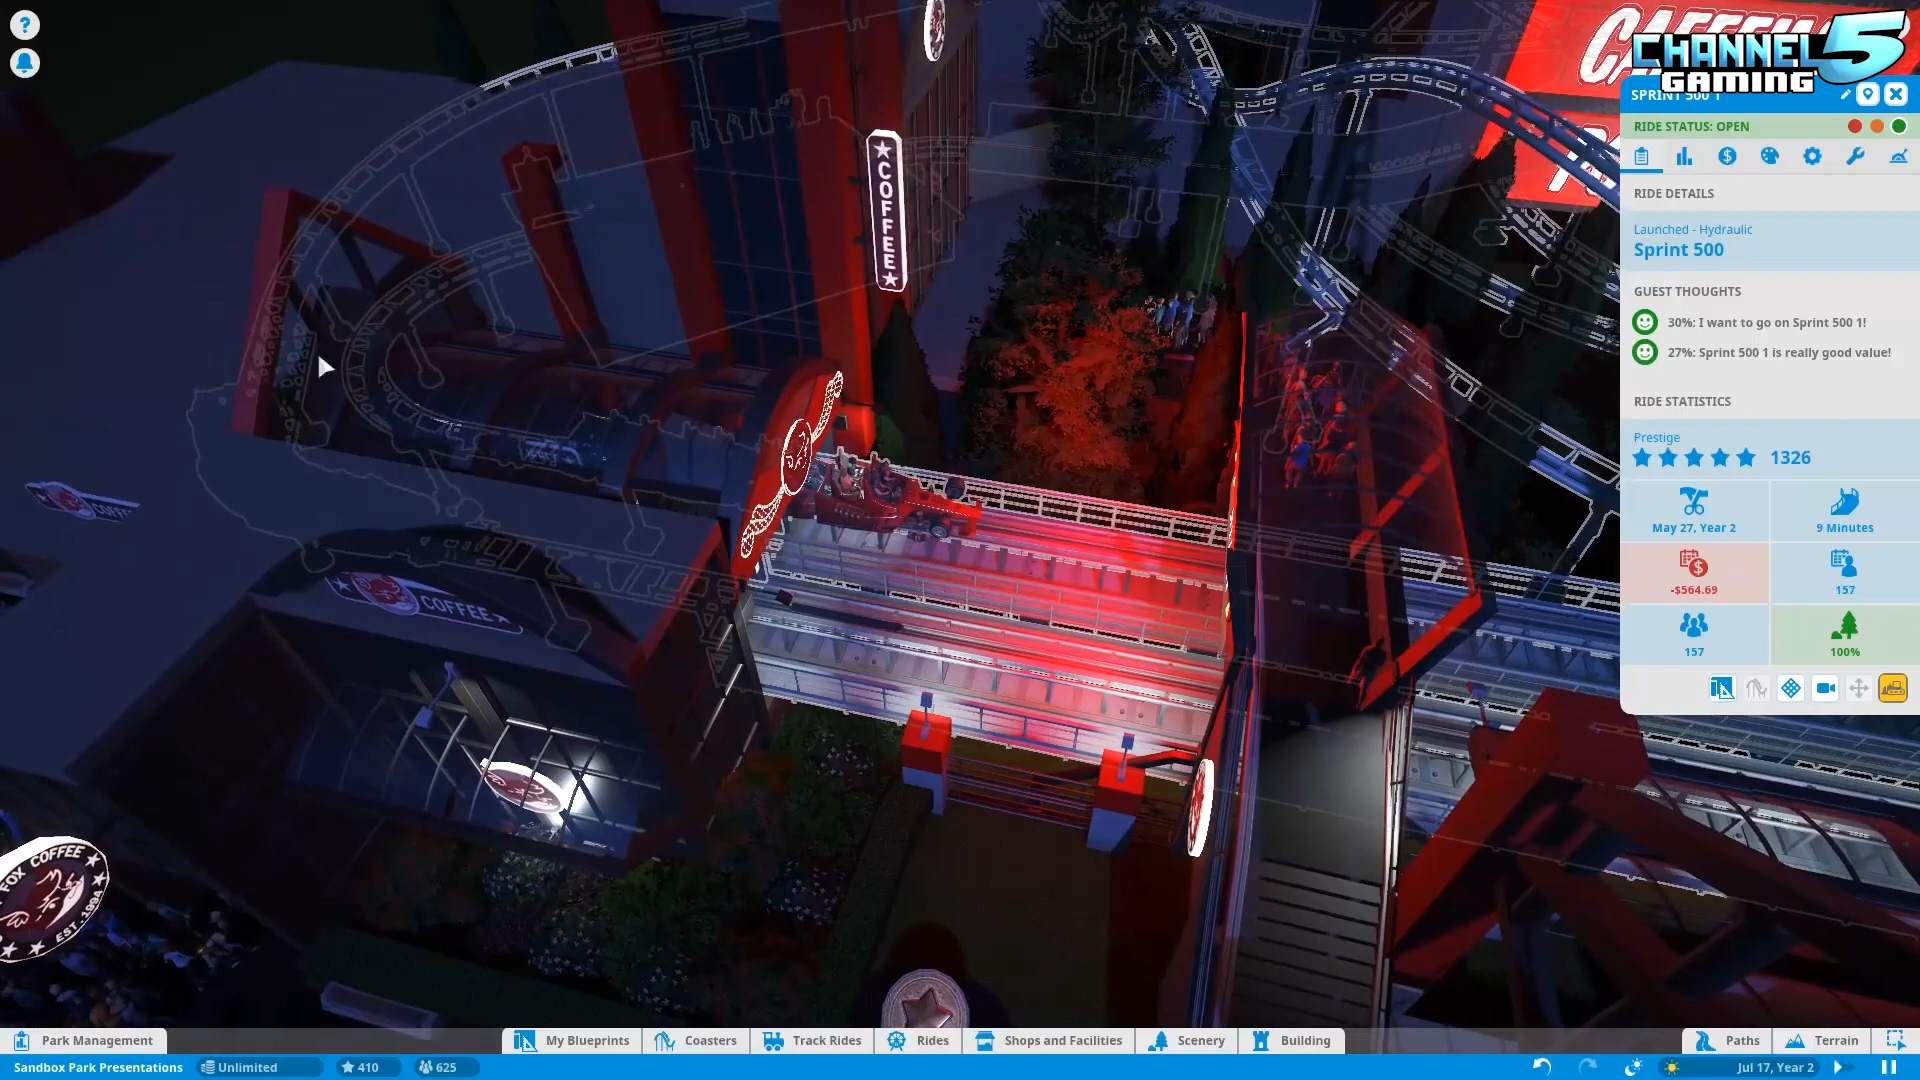 CHANNEL 5
GAMING
SPRINT 500 1
RIDE STATUS: OPEN
RIDE DETAILS
Launched - Hydraulic
Sprint 500
GUEST THOUGHTS
30%: I want to go on Sprint 500 1!
27%: Sprint 500 1 is really good value!
RIDE STATISTICS
Prestige
1326
May 27, Year 2
9 Minutes
-$564.69
157
157
100%
COFFEE
COFFEE
COFFEE
FOX COFFEE
EST. 1994
Park Management
My Blueprints
Coasters
Track Rides
Rides
Shops and Facilities
Scenery
Building
Paths
Terrain
Sandbox Park Presentations
Unlimited
410
625
Jul 17, Year 2